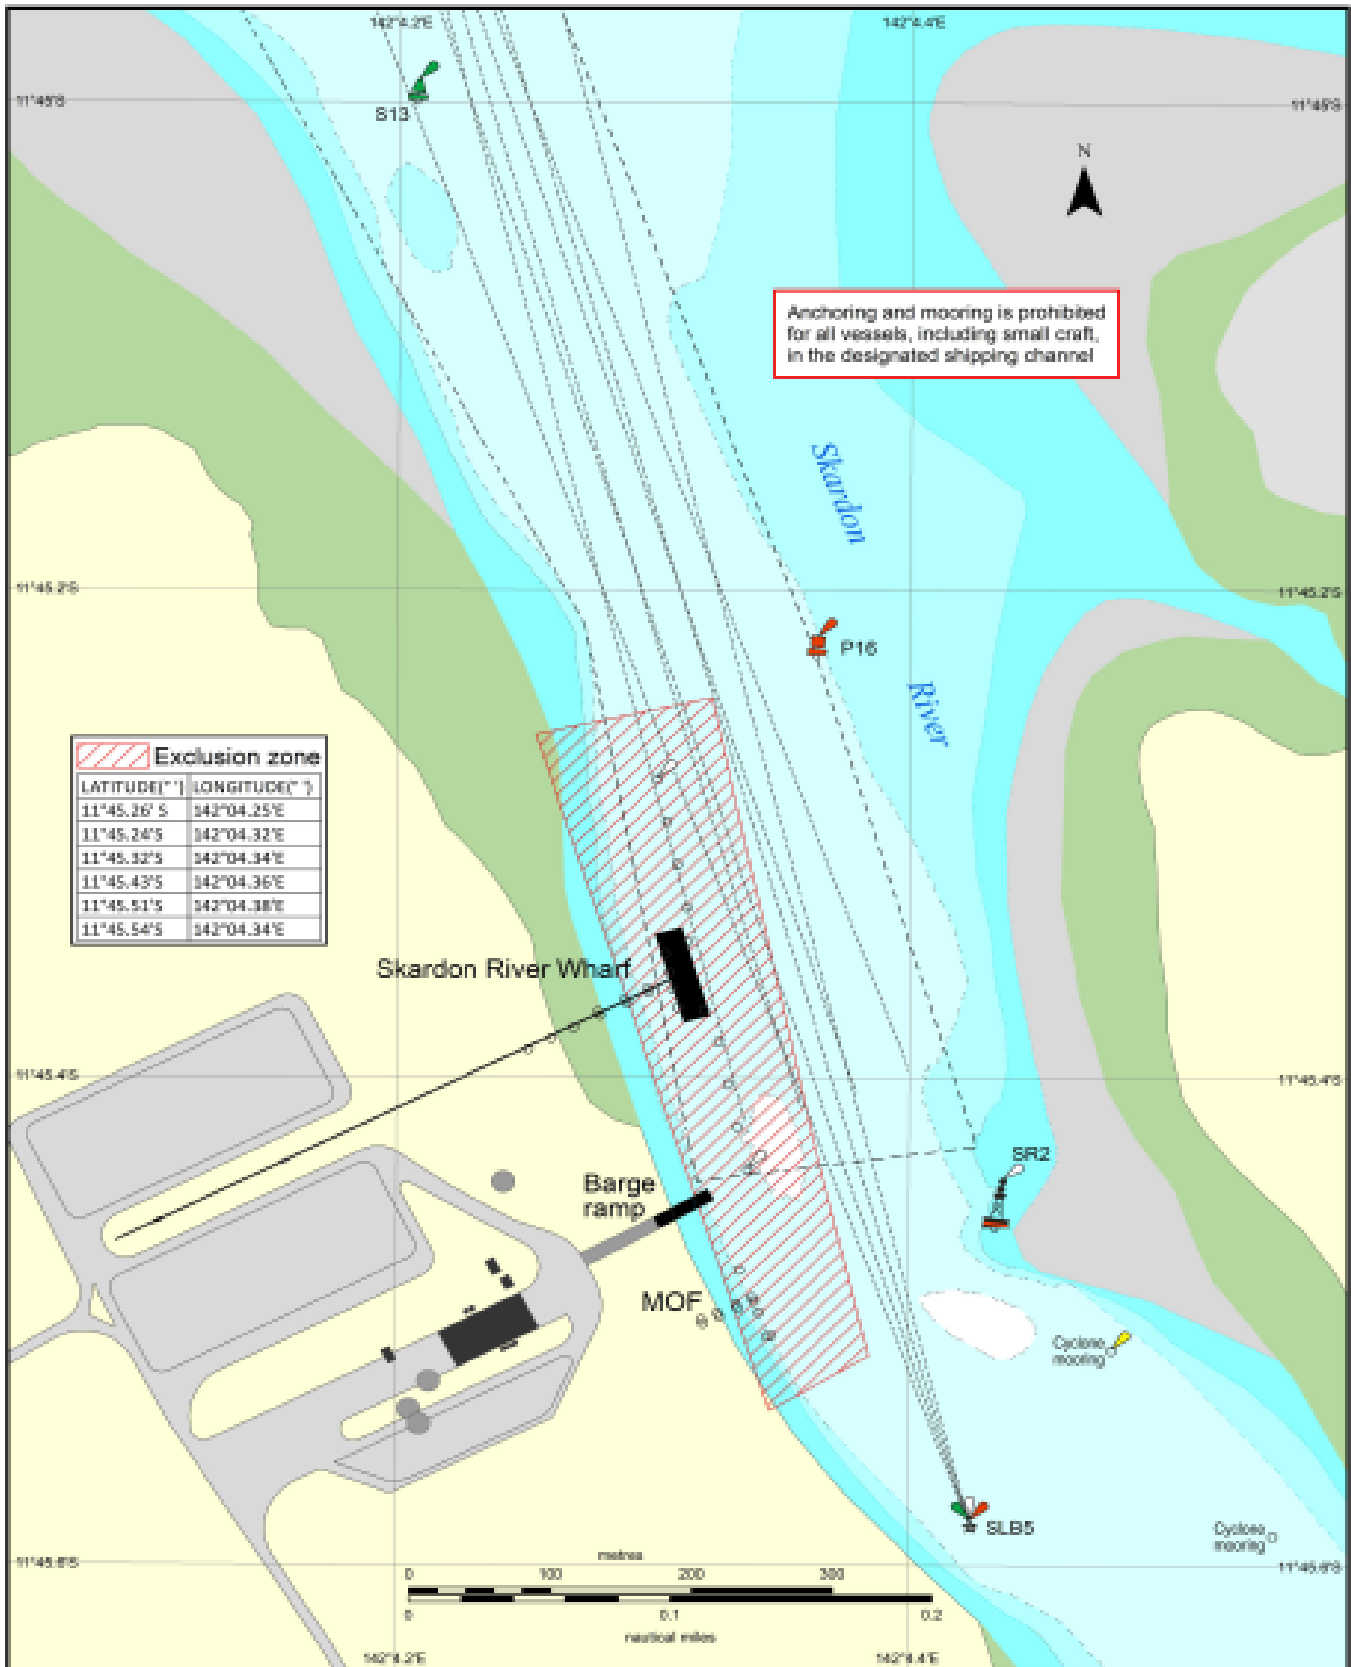 142°4.2'E
142°4.4'E
11°45'S
11°45'S
S13
N
Anchoring and mooring is prohibited
for all vessels, including small craft,
in the designated shipping channel
Skardon
River
11°45.2'S
11°45.2'S
P16
Exclusion zone
LATITUDE(° ') LONGITUDE(° ')
11°45.26' S 142°04.25'E
11°45.24'S 142°04.32'E
11°45.32'S 142°04.34'E
11°45.43'S 142°04.36'E
11°45.51'S 142°04.38'E
11°45.54'S 142°04.34'E
Skardon River Wharf
11°45.4'S
11°45.4'S
SR2
Barge
ramp
MOF
Cyclone
mooring
SLB5
Cyclone
mooring
11°45.6'S
11°45.6'S
metres
0 100 200 300
0 0.1 0.2
nautical miles
142°4.2'E
142°4.4'E